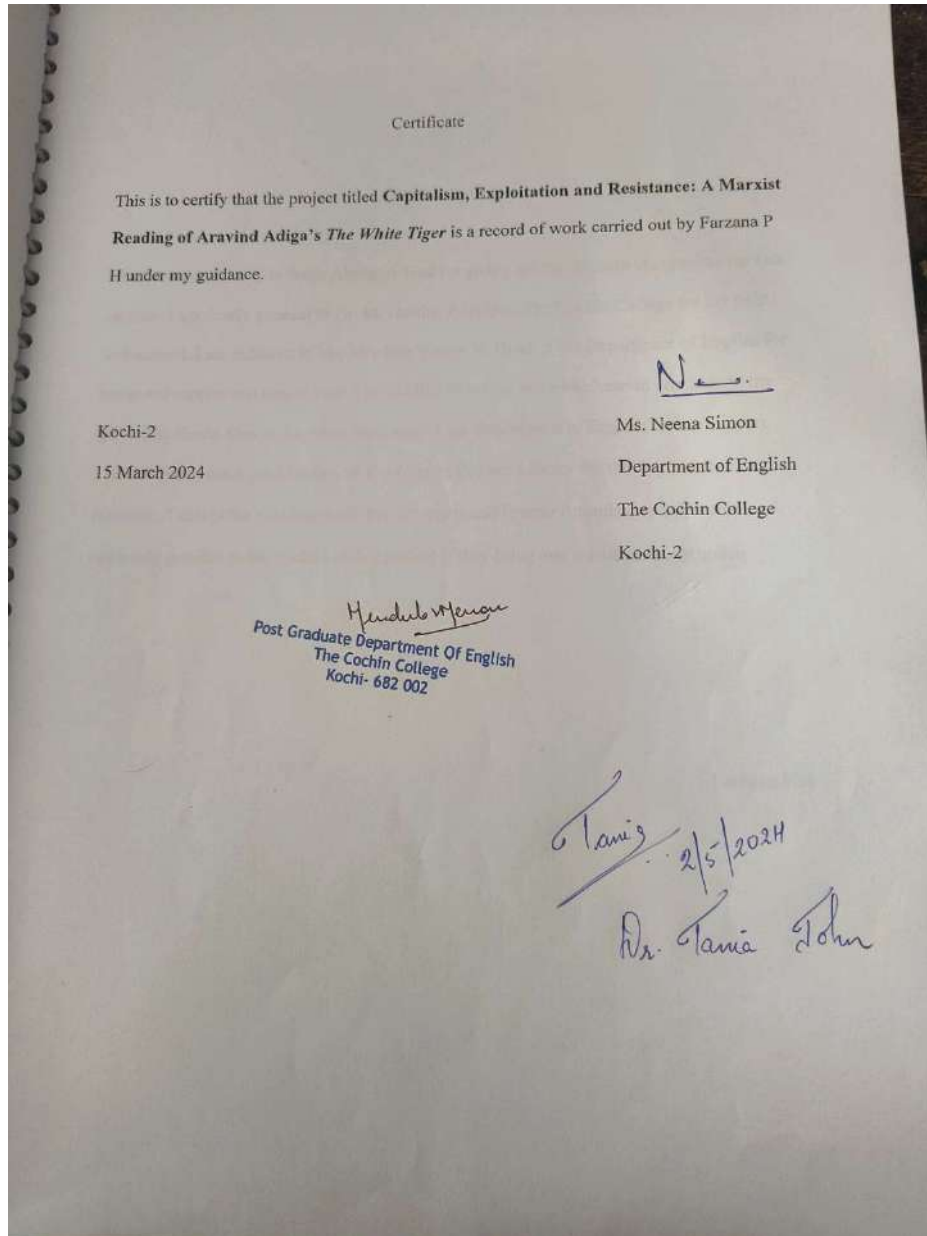 Certificate
This is to certify that the project titled Capitalism, Exploitation and Resistance: A Marxist
Reading of Aravind Adiga's The White Tiger is a record of work carried out by Farzana P
H under my guidance.
Kochi-2
Ms. Neena Simon
15 March 2024
Department of English
The Cochin College
Kochi-2
Post Graduate Department Of English
The Cochin College
Kochi- 682 002
Tania
2/5/2024
Dr. Tania John